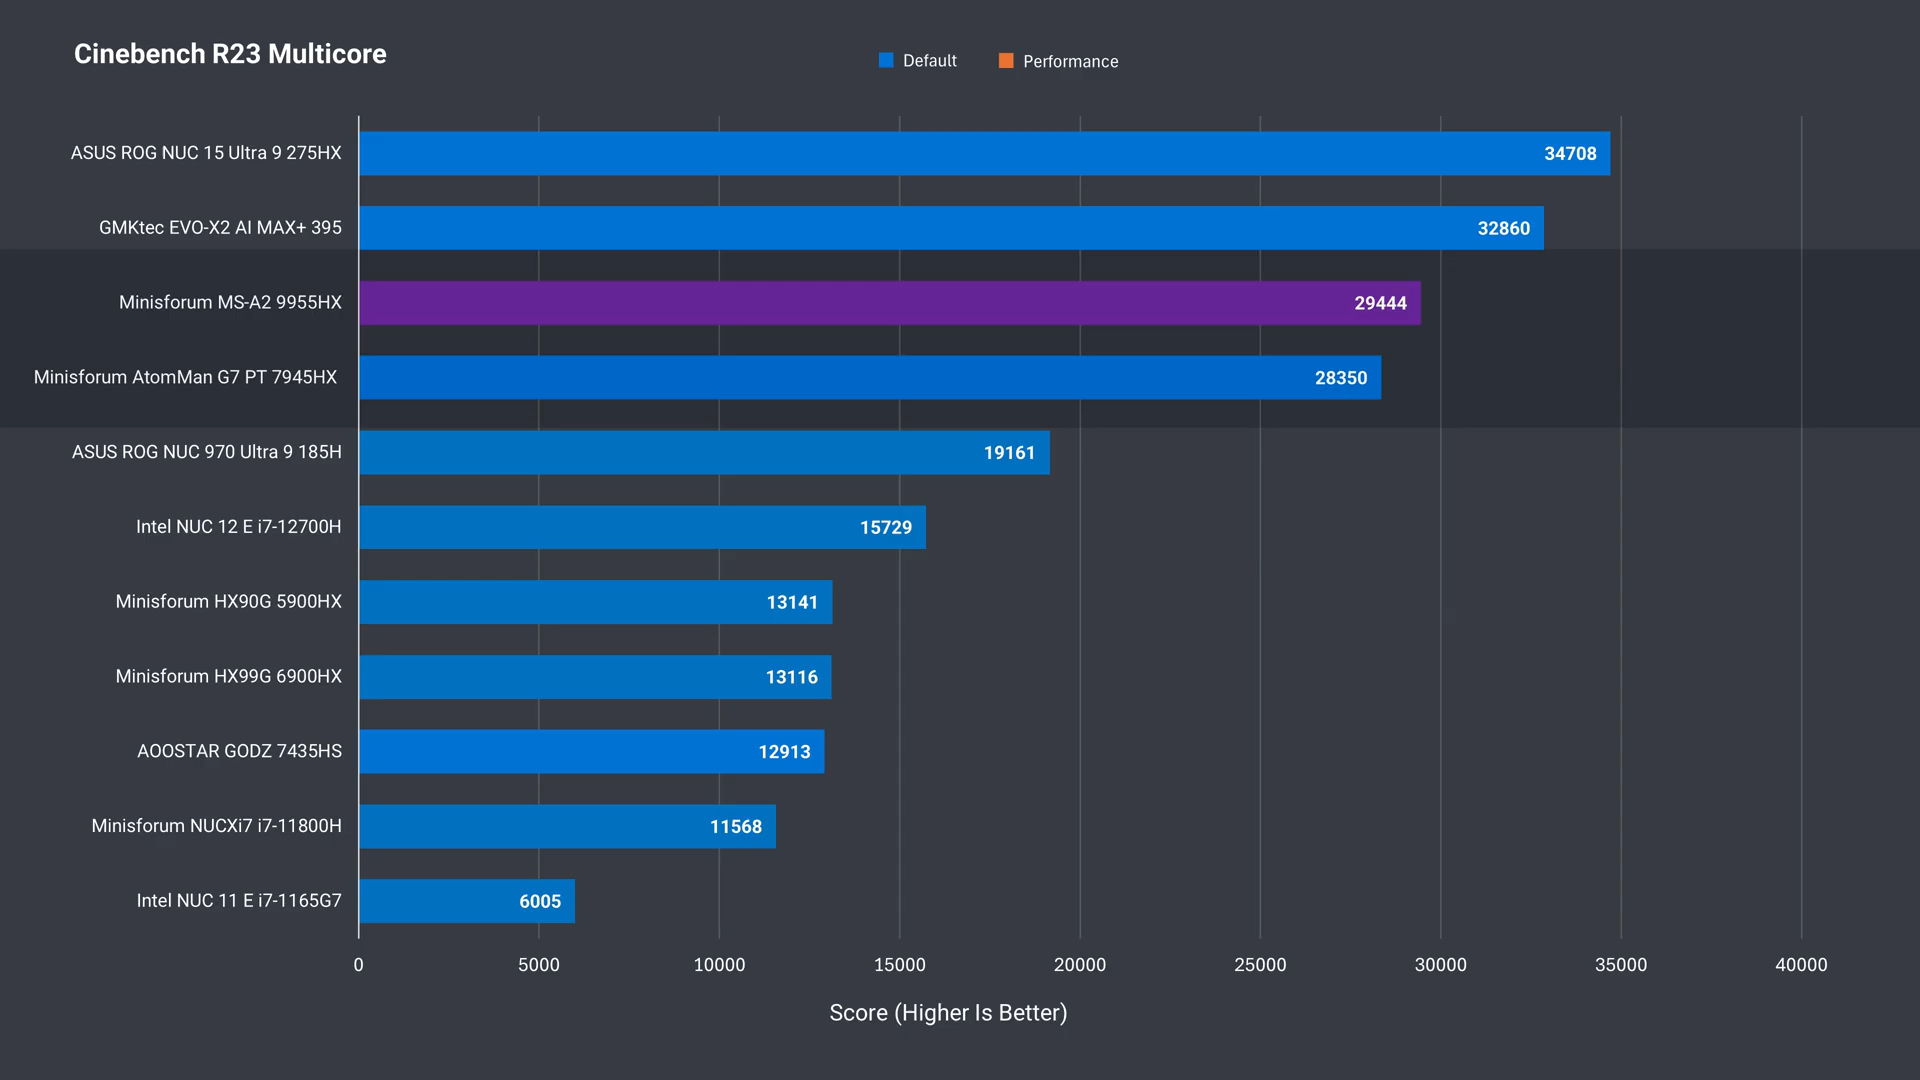 Cinebench R23 Multicore
Default
Performance
ASUS ROG NUC 15 Ultra 9 275HX
34708
GMKtec EVO-X2 AI MAX+ 395
32860
Minisforum MS-A2 9955HX
29444
Minisforum AtomMan G7 PT 7945HX
28350
ASUS ROG NUC 970 Ultra 9 185H
19161
Intel NUC 12 E i7-12700H
15729
Minisforum HX90G 5900HX
13141
Minisforum HX99G 6900HX
13116
AOOSTAR GODZ 7435HS
12913
Minisforum NUCXi7 i7-11800H
11568
Intel NUC 11 E i7-1165G7
6005
0 5000 10000 15000 20000 25000 30000 35000 40000
Score (Higher Is Better)